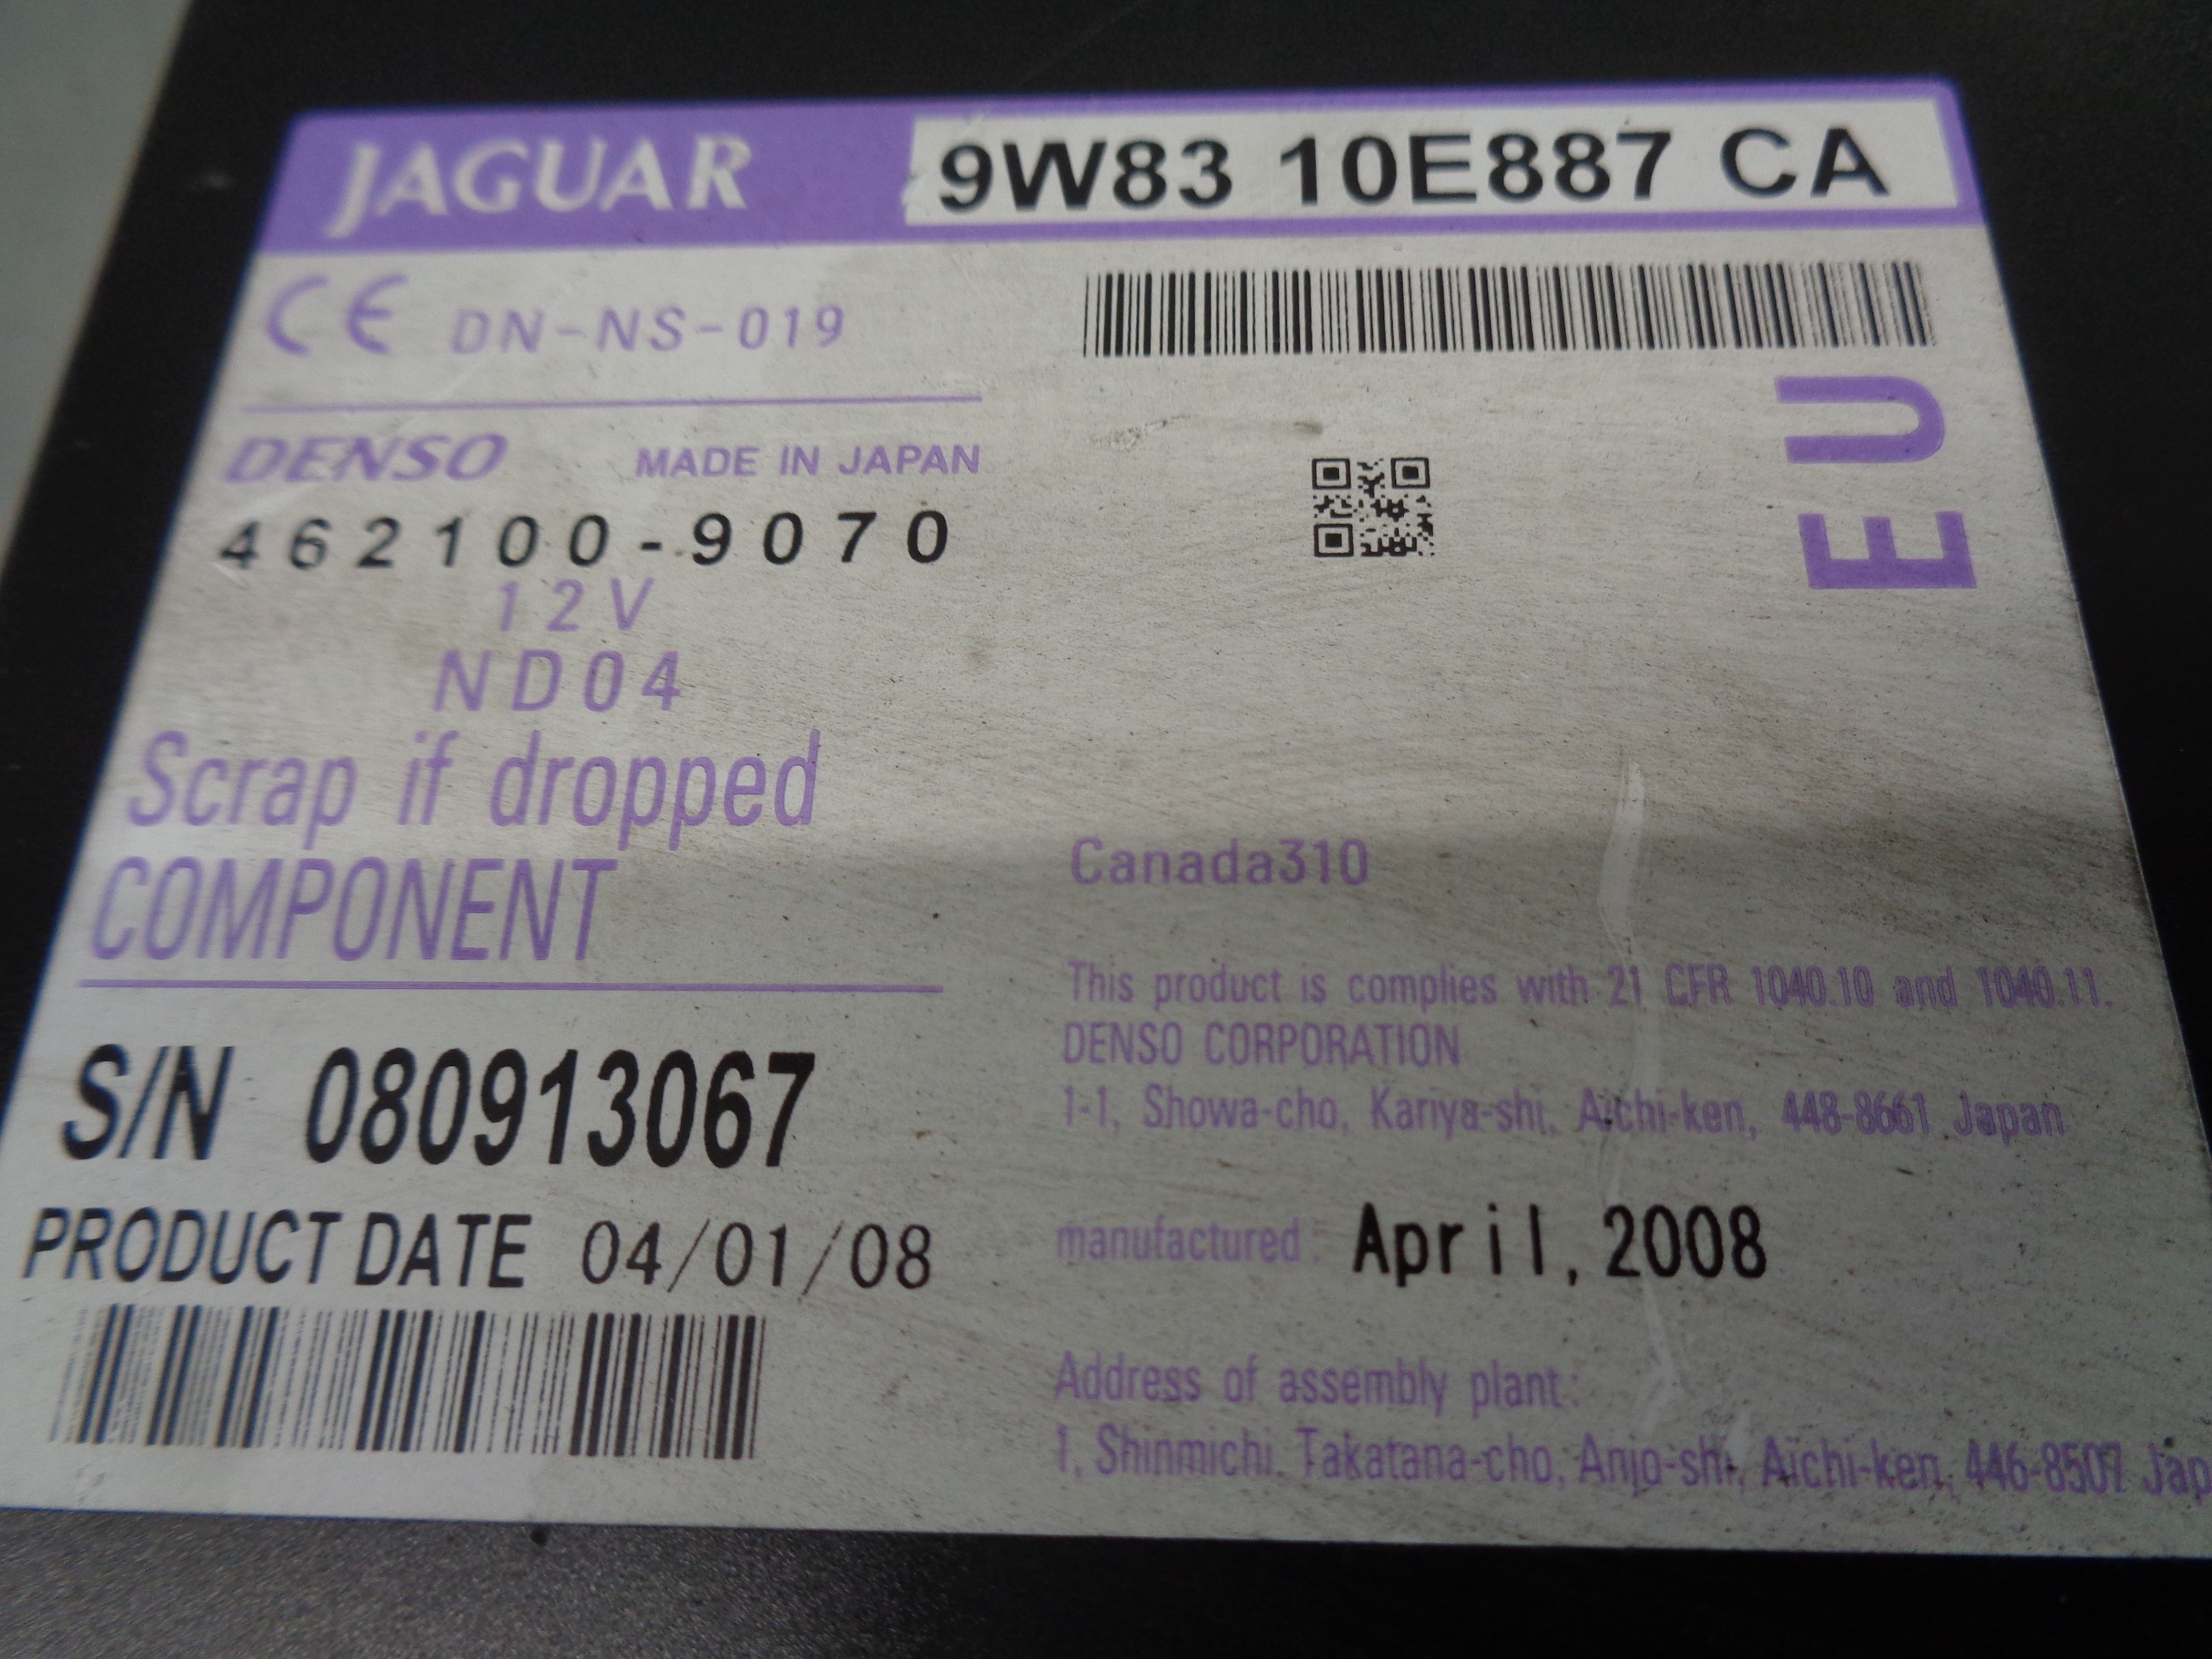 JAGUAR 9W83 10E887 CA
CE DN-NS-019
EU
DENSO MADE IN JAPAN
462100-9070
12V
ND04
Scrap if dropped
COMPONENT
S/N 080913067
PRODUCT DATE 04/01/08
Canada310
This product is complies with 21 CFR 1040.10 and 1040.11.
DENSO CORPORATION
1-1, Showa-cho, Kariya-shi, Aichi-ken, 448-8661 Japan
manufactured: April, 2008
Address of assembly plant:
1, Shinmichi, Takatana-cho, Anjo-shi, Aichi-ken, 446-8507 Jap